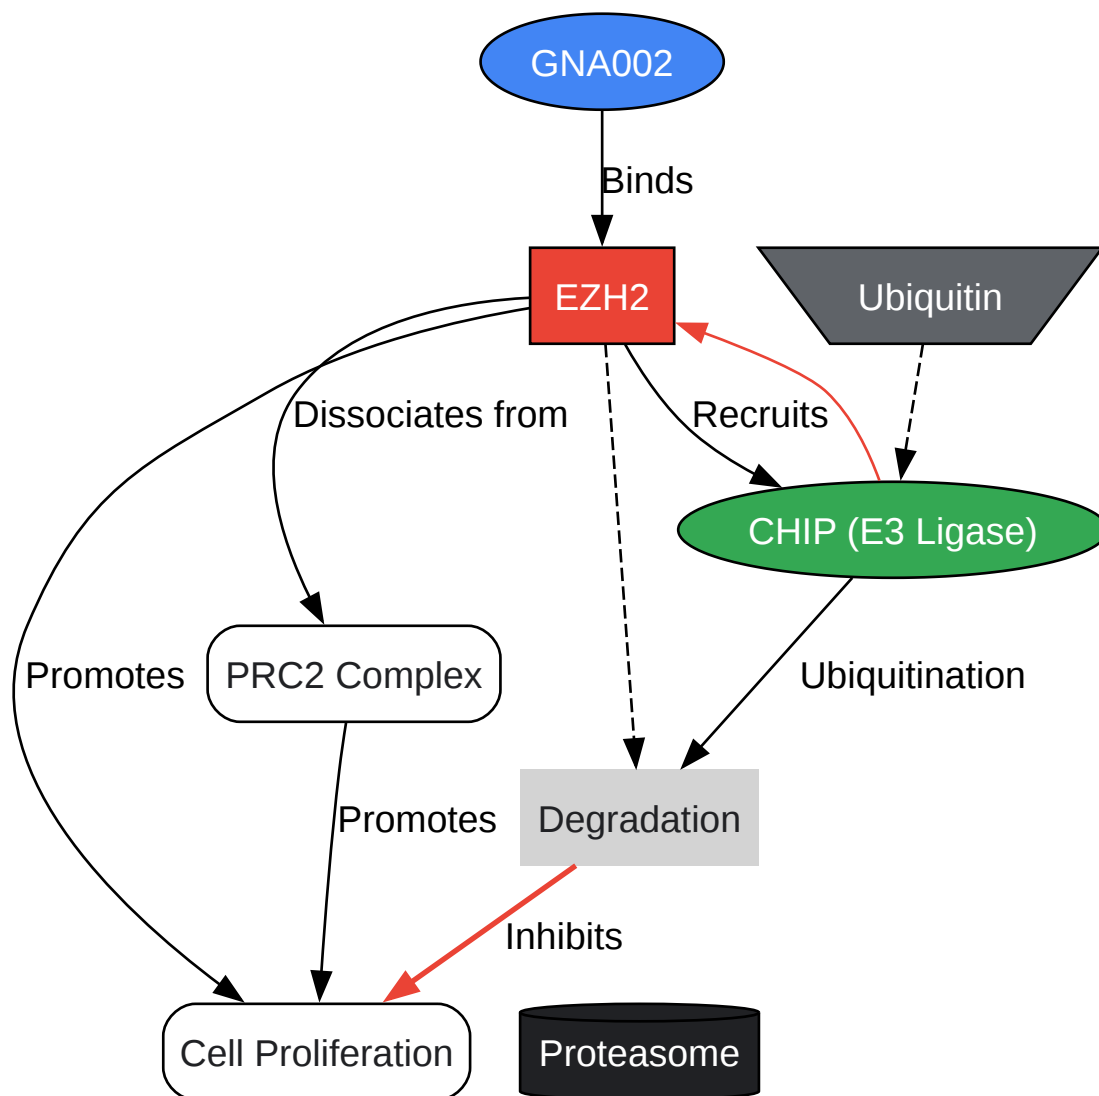 GNA002
Binds
EZH2
Ubiquitin
Dissociates from
Recruits
CHIP (E3 Ligase)
Promotes
PRC2 Complex
Ubiquitination
Promotes
Degradation
Inhibits
Cell Proliferation
Proteasome